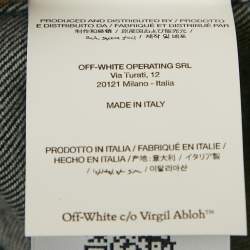 PRODUCED AND DISTRIBUTED BY / PRODOTTO
E DISTRIBUITO DA / FABRIQUÉ ET
OFF-WHITE OPERATING SRL
Via Turati, 12
20121 Milano - Italia
MADE IN ITALY
PRODOTTO IN ITALIA / FABRIQUÉ EN ITALIE /
HECHO EN ITALIA / 产地: 意大利 / イタリア製
/ 이탈리아산
Off-White c/o Virgil Abloh™